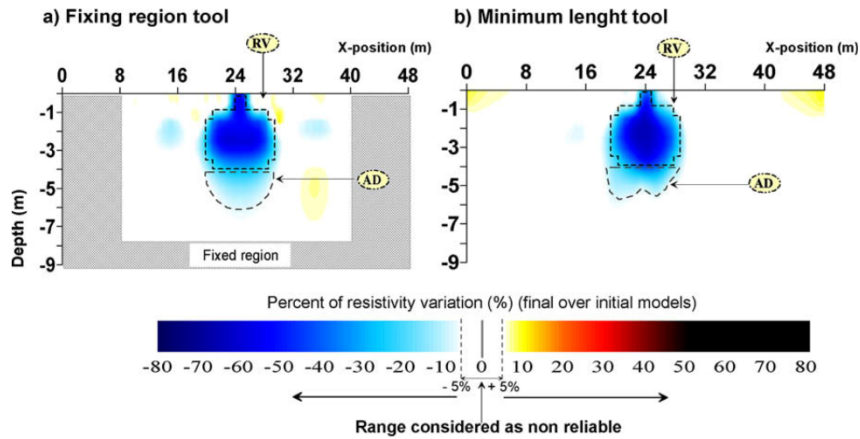 a) Fixing region tool
b) Minimum lenght tool
RV
X-position (m)
RV
X-position (m)
0 8 16 24 32 40 48
0 8 16 24 32 40 48
-1
-3
-5
-7
-9
Depth (m)
AD
Fixed region
-1
-3
-5
-7
-9
AD
Percent of resistivity variation (%) (final over initial models)
-80 -70 -60 -50 -40 -30 -20 -10 0 10 20 30 40 50 60 70 80
- 5% + 5%
Range considered as non reliable